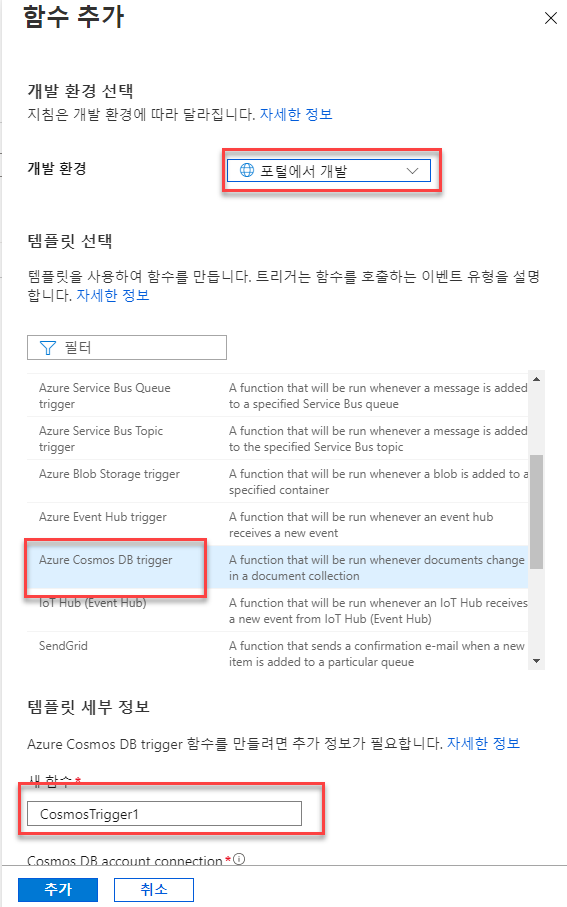 함수 추가
개발 환경 선택
지침은 개발 환경에 따라 달라집니다. 자세한 정보
개발 환경
포털에서 개발
템플릿 선택
템플릿을 사용하여 함수를 만듭니다. 트리거는 함수를 호출하는 이벤트 유형을 설명
합니다. 자세한 정보
필터
Azure Service Bus Queue
trigger
A function that will be run whenever a message is added
to a specified Service Bus queue
Azure Service Bus Topic
trigger
A function that will be run whenever a message is added
to the specified Service Bus topic
Azure Blob Storage trigger
A function that will be run whenever a blob is added to a
specified container
Azure Event Hub trigger
A function that will be run whenever an event hub
receives a new event
Azure Cosmos DB trigger
A function that will be run whenever documents change
in a document collection
IoT Hub (Event Hub)
A function that will be run whenever an IoT Hub receives
a new event from IoT Hub (Event Hub)
SendGrid
A function that sends a confirmation e-mail when a new
item is added to a particular queue
템플릿 세부 정보
Azure Cosmos DB trigger 함수를 만들려면 추가 정보가 필요합니다. 자세한 정보
새 함수*
CosmosTrigger1
Cosmos DB account connection*
추가
취소